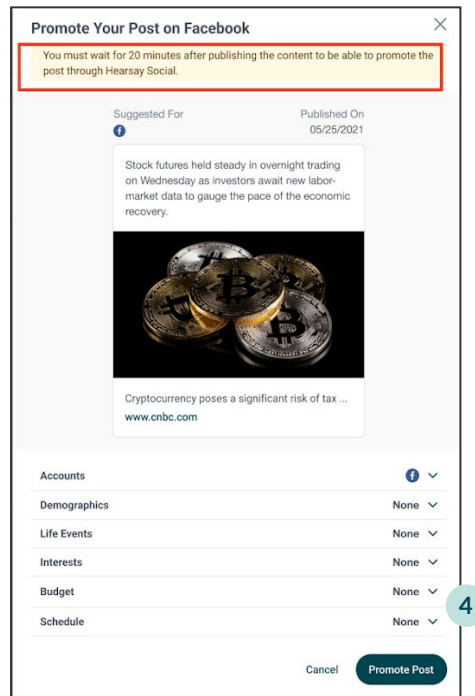 Promote Your Post on Facebook
You must wait for 20 minutes after publishing the content to be able to promote the
post through Hearsay Social.
Suggested For Published On
05/25/2021
Stock futures held steady in overnight trading
on Wednesday as investors await new labor-
market data to gauge the pace of the economic
recovery.
Cryptocurrency poses a significant risk of tax ...
www.cnbc.com
Accounts
Demographics None
Life Events None
Interests None
Budget None
4
Schedule None
Cancel Promote Post